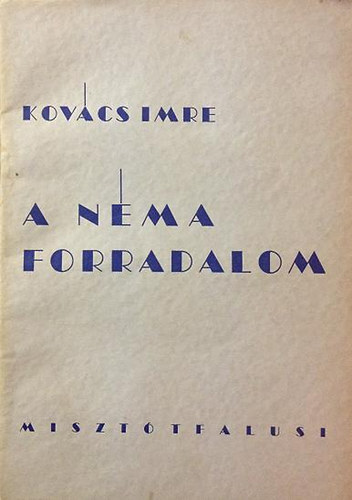 KOVÁCS IMRE
A NÉMA
FORRADALOM
MISZTÓTFALUSI